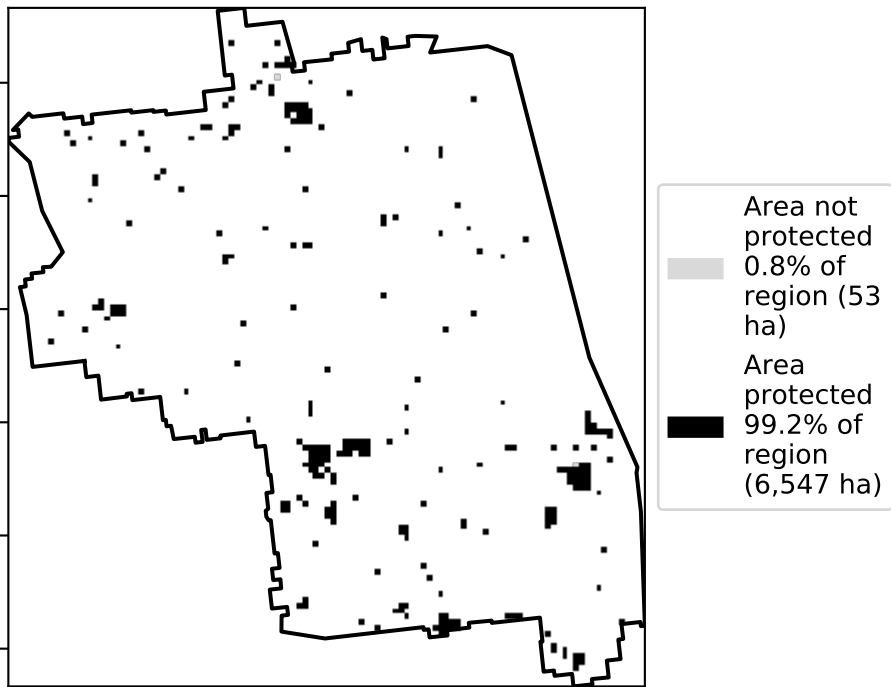 Area not
protected
0.8% of
region (53
ha)
Area
protected
99.2% of
region
(6,547 ha)